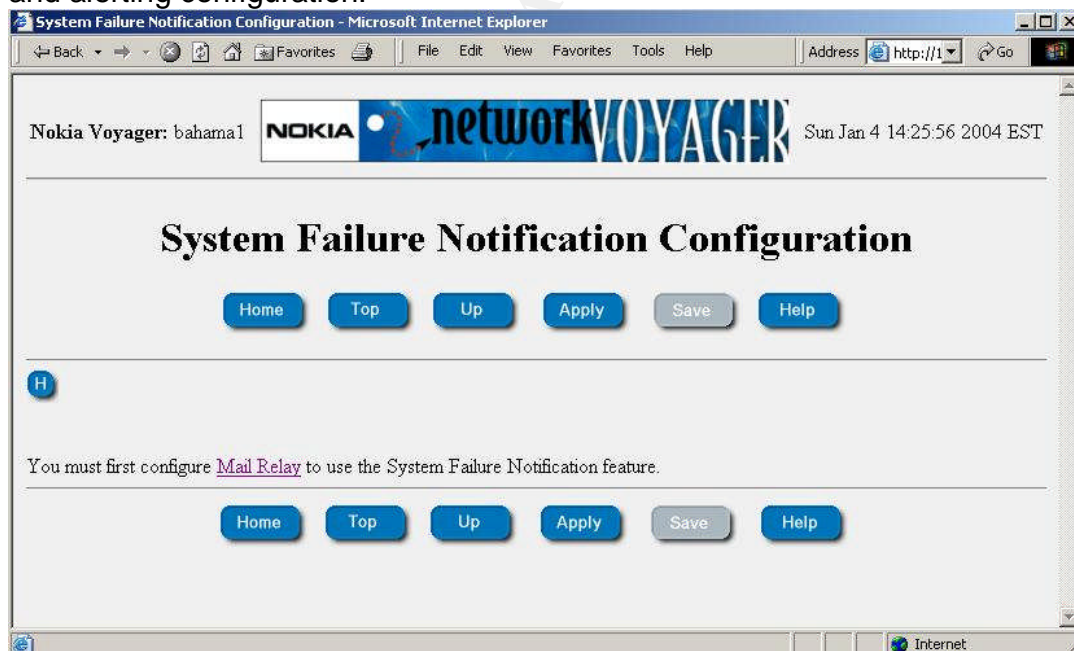 and alerting configuration.
System Failure Notification Configuration - Microsoft Internet Explorer
Back Favorites File Edit View Favorites Tools Help Address http://1 Go
Nokia Voyager: bahama1 NOKIA network VOYAGER Sun Jan 4 14:25:56 2004 EST
System Failure Notification Configuration
Home Top Up Apply Save Help
H
You must first configure Mail Relay to use the System Failure Notification feature.
Home Top Up Apply Save Help
Internet